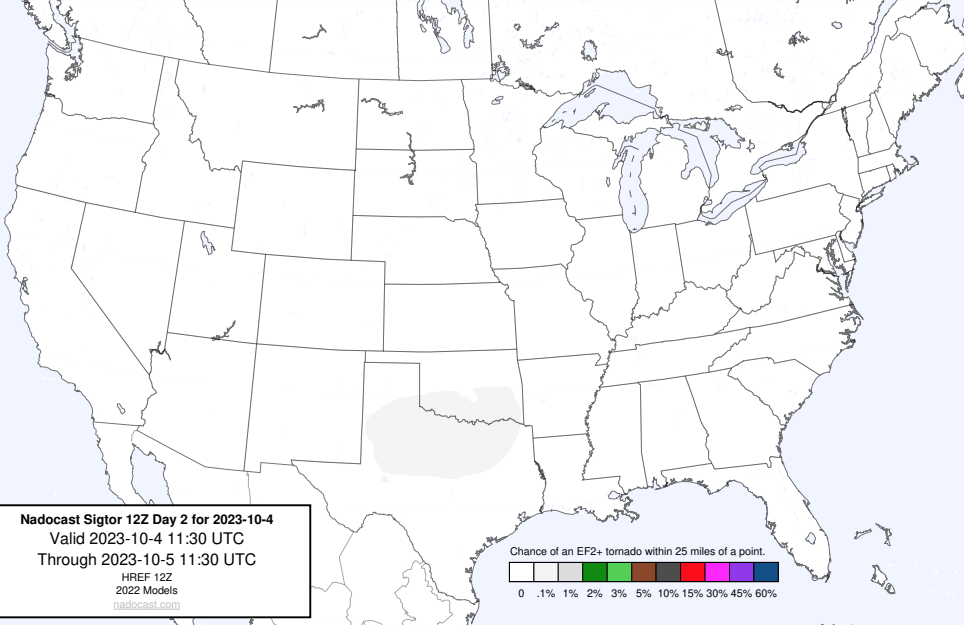 Nadocast Sigtor 12Z Day 2 for 2023-10-4
Valid 2023-10-4 11:30 UTC
Through 2023-10-5 11:30 UTC
HREF 12Z
2022 Models
nadocast.com
Chance of an EF2+ tornado within 25 miles of a point.
0 .1% 1% 2% 3% 5% 10% 15% 30% 45% 60%